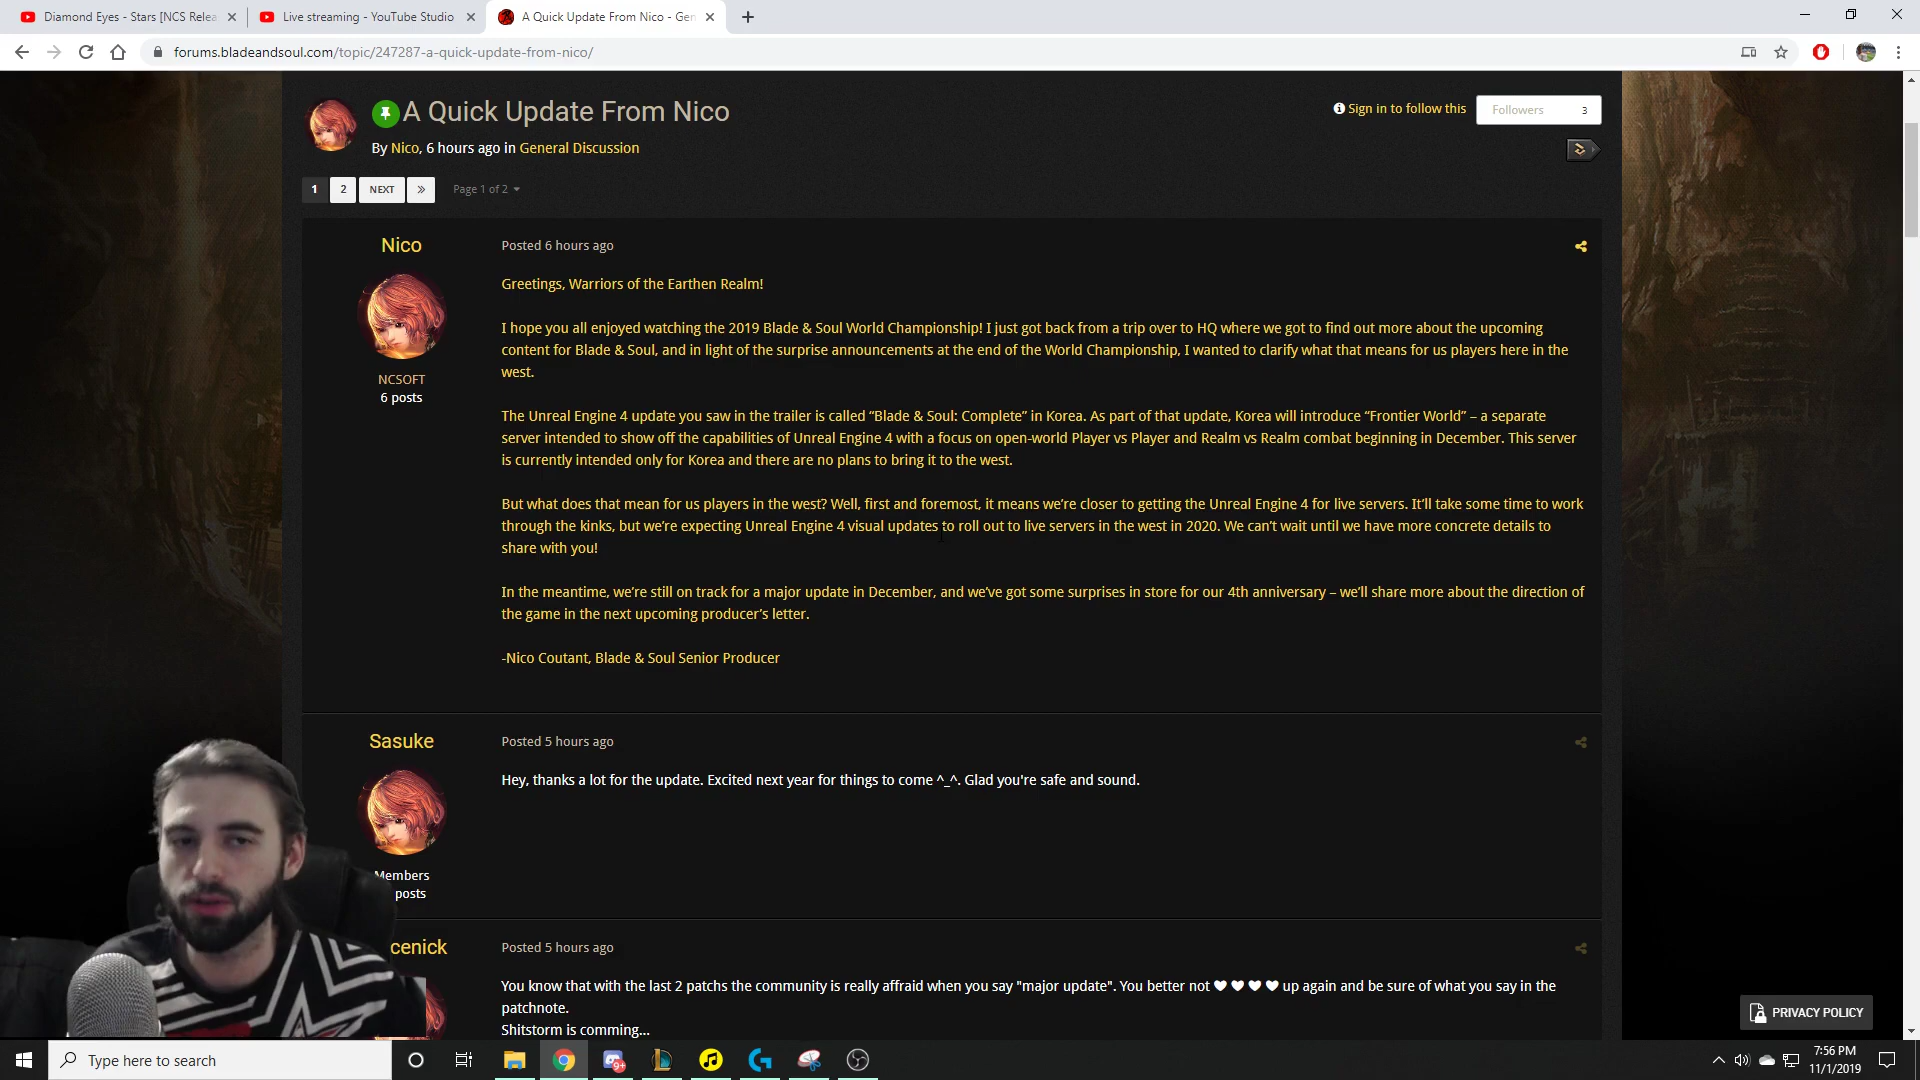 Diamond Eyes - Stars [NCS Relea
Live streaming - YouTube Studio
A Quick Update From Nico - Gen
forums.bladeandsoul.com/topic/247287-a-quick-update-from-nico/
A Quick Update From Nico
Sign in to follow this
Followers 3
By Nico, 6 hours ago in General Discussion
1 2 NEXT » Page 1 of 2
Nico
Posted 6 hours ago
NCSOFT
6 posts
Greetings, Warriors of the Earthen Realm!
I hope you all enjoyed watching the 2019 Blade & Soul World Championship! I just got back from a trip over to HQ where we got to find out more about the upcoming
content for Blade & Soul, and in light of the surprise announcements at the end of the World Championship, I wanted to clarify what that means for us players here in the
west.
The Unreal Engine 4 update you saw in the trailer is called “Blade & Soul: Complete” in Korea. As part of that update, Korea will introduce “Frontier World” – a separate
server intended to show off the capabilities of Unreal Engine 4 with a focus on open-world Player vs Player and Realm vs Realm combat beginning in December. This server
is currently intended only for Korea and there are no plans to bring it to the west.
But what does that mean for us players in the west? Well, first and foremost, it means we’re closer to getting the Unreal Engine 4 for live servers. It’ll take some time to work
through the kinks, but we’re expecting Unreal Engine 4 visual updates to roll out to live servers in the west in 2020. We can’t wait until we have more concrete details to
share with you!
In the meantime, we’re still on track for a major update in December, and we’ve got some surprises in store for our 4th anniversary – we’ll share more about the direction of
the game in the next upcoming producer’s letter.
-Nico Coutant, Blade & Soul Senior Producer
Sasuke
Posted 5 hours ago
Hey, thanks a lot for the update. Excited next year for things to come ^_^. Glad you're safe and sound.
Members
posts
cenick
Posted 5 hours ago
You know that with the last 2 patchs the community is really affraid when you say "major update". You better not ♥ ♥ ♥ ♥ up again and be sure of what you say in the
patchnote.
Shitstorm is comming...
PRIVACY POLICY
Type here to search
7:56 PM
11/1/2019